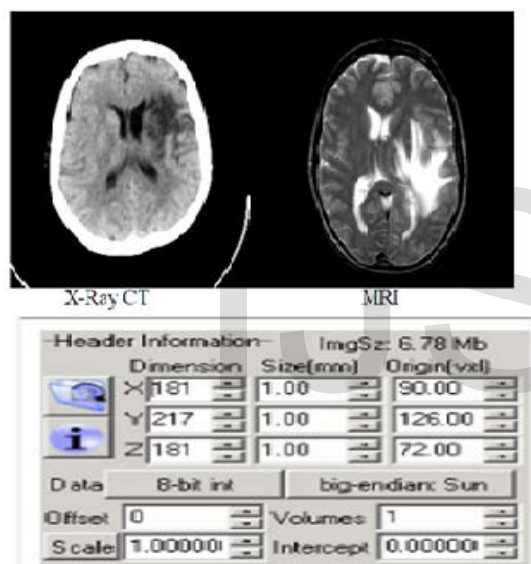 X-Ray CT MRI
Header Information ImgSz: 6.78 Mb
Dimension Size(mm) Origin(vxl)
X 181 1.00 90.00
Y 217 1.00 126.00
Z 181 1.00 72.00
Data 8-bit int big-endian: Sun
Offset 0 Volumes 1
Scale 1.00000 Intercept 0.00000